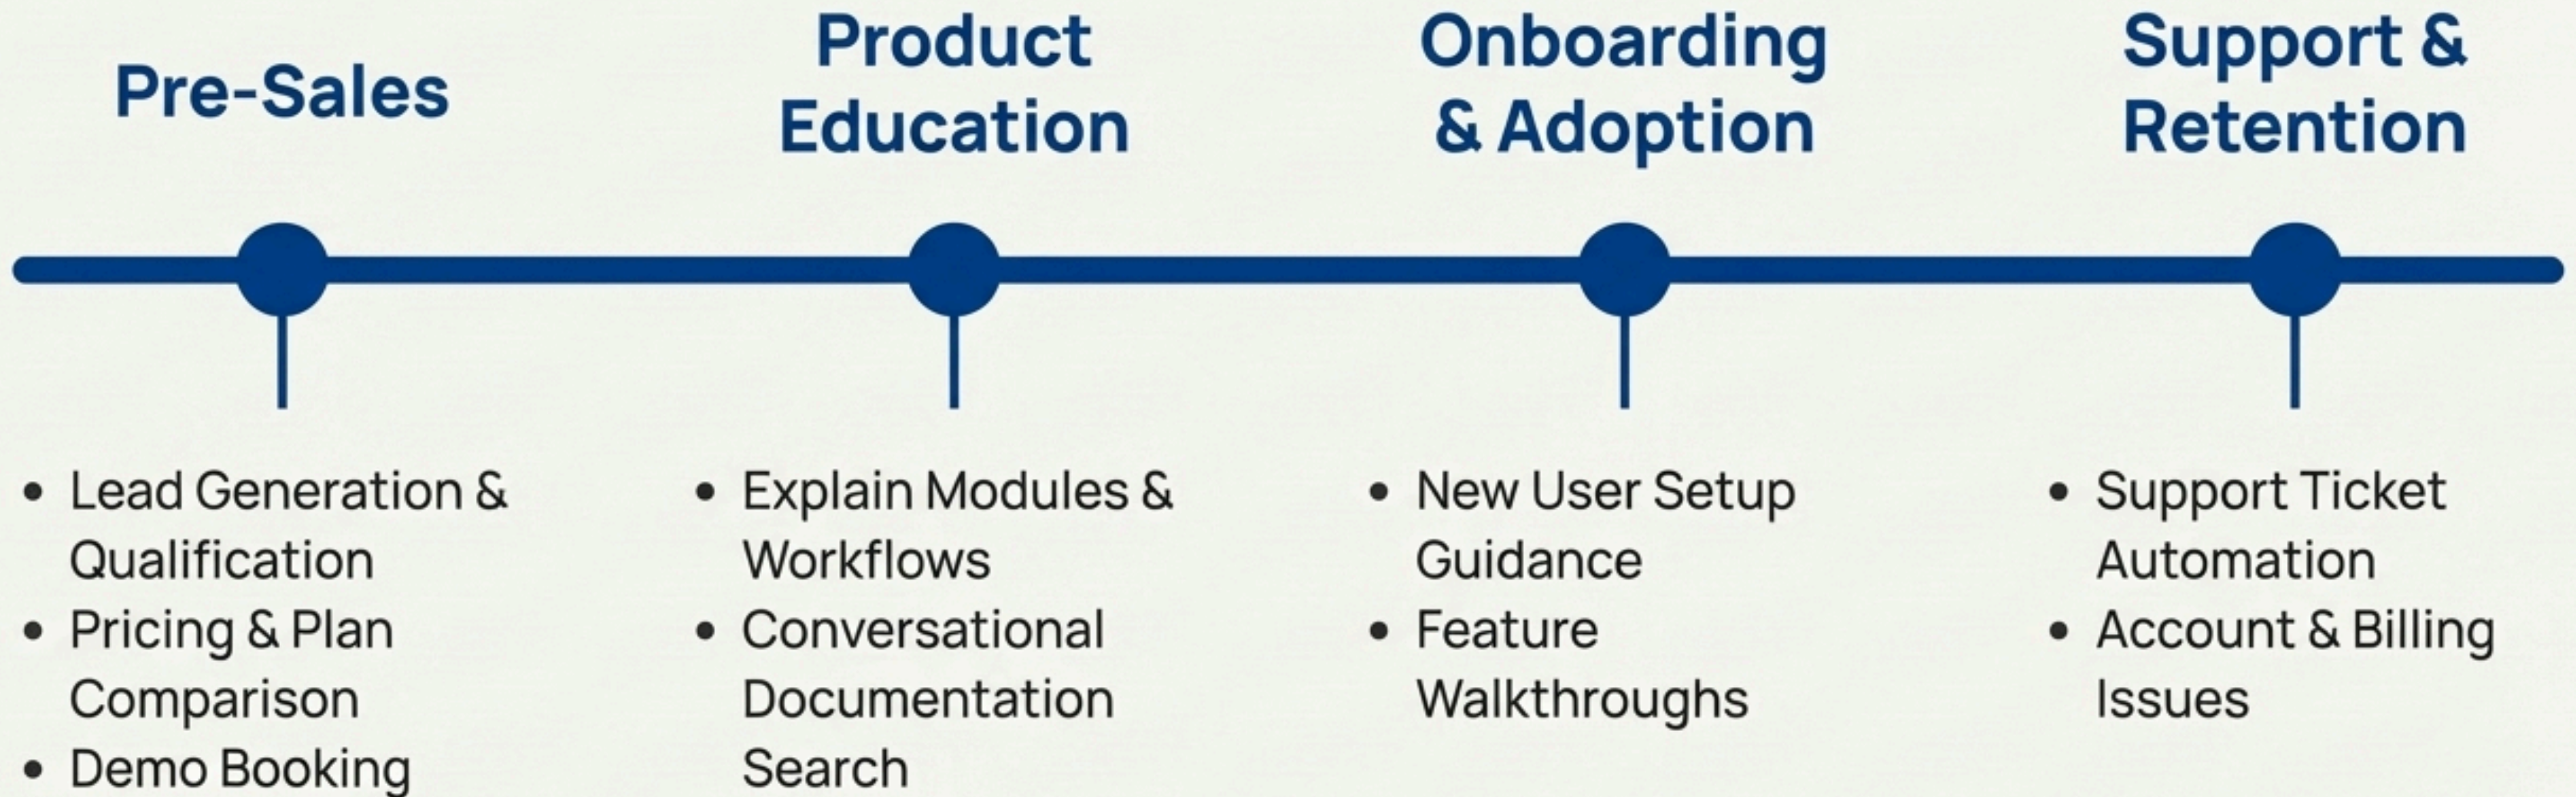 Pre-Sales
Product
Education
Onboarding
& Adoption
Support &
Retention
• Lead Generation &
Qualification
• Pricing & Plan
Comparison
• Demo Booking
• Explain Modules &
Workflows
• Conversational
Documentation
Search
• New User Setup
Guidance
• Feature
Walkthroughs
• Support Ticket
Automation
• Account & Billing
Issues